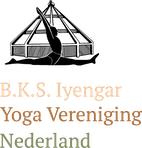 B.K.S. Iyengar
Yoga Vereniging
Nederland